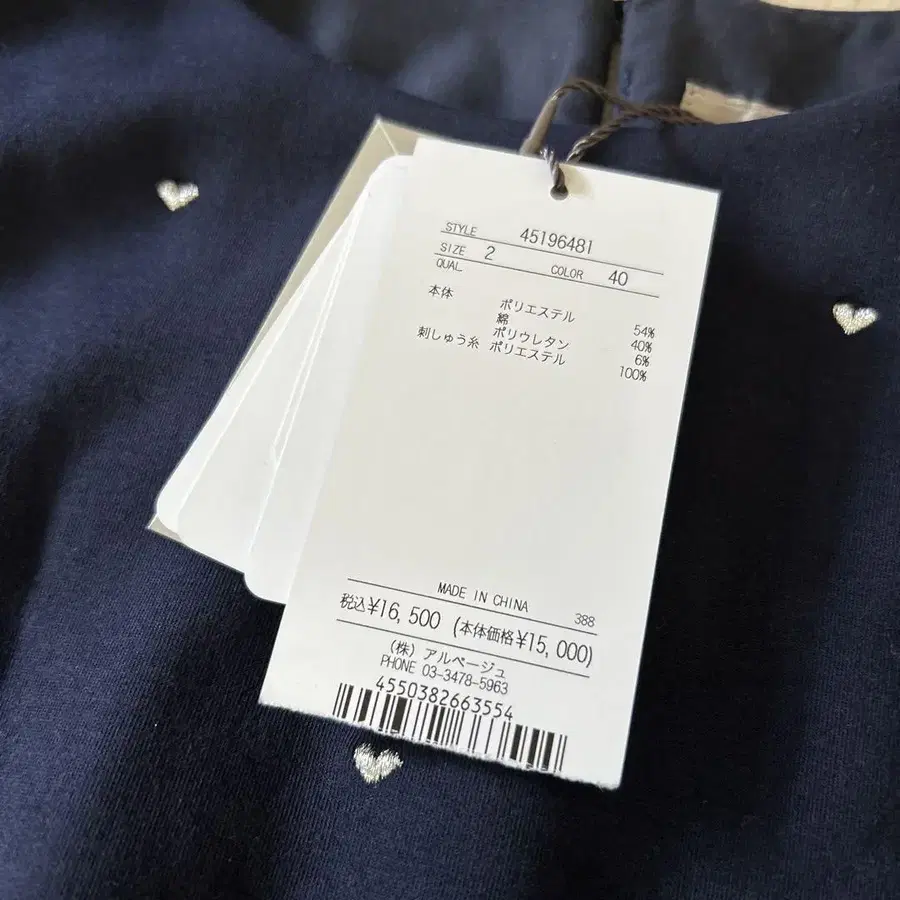 STYLE 45196481
SIZE 2 COLOR 40
QUAL
本体 ポリエステル 54%
綿 40%
ポリウレタン 6%
刺しゅう糸 ポリエステル 100%
MADE IN CHINA 388
税込¥16,500 (本体価格¥15,000)
(株) アルページュ
PHONE 03-3478-5963
4550382663554